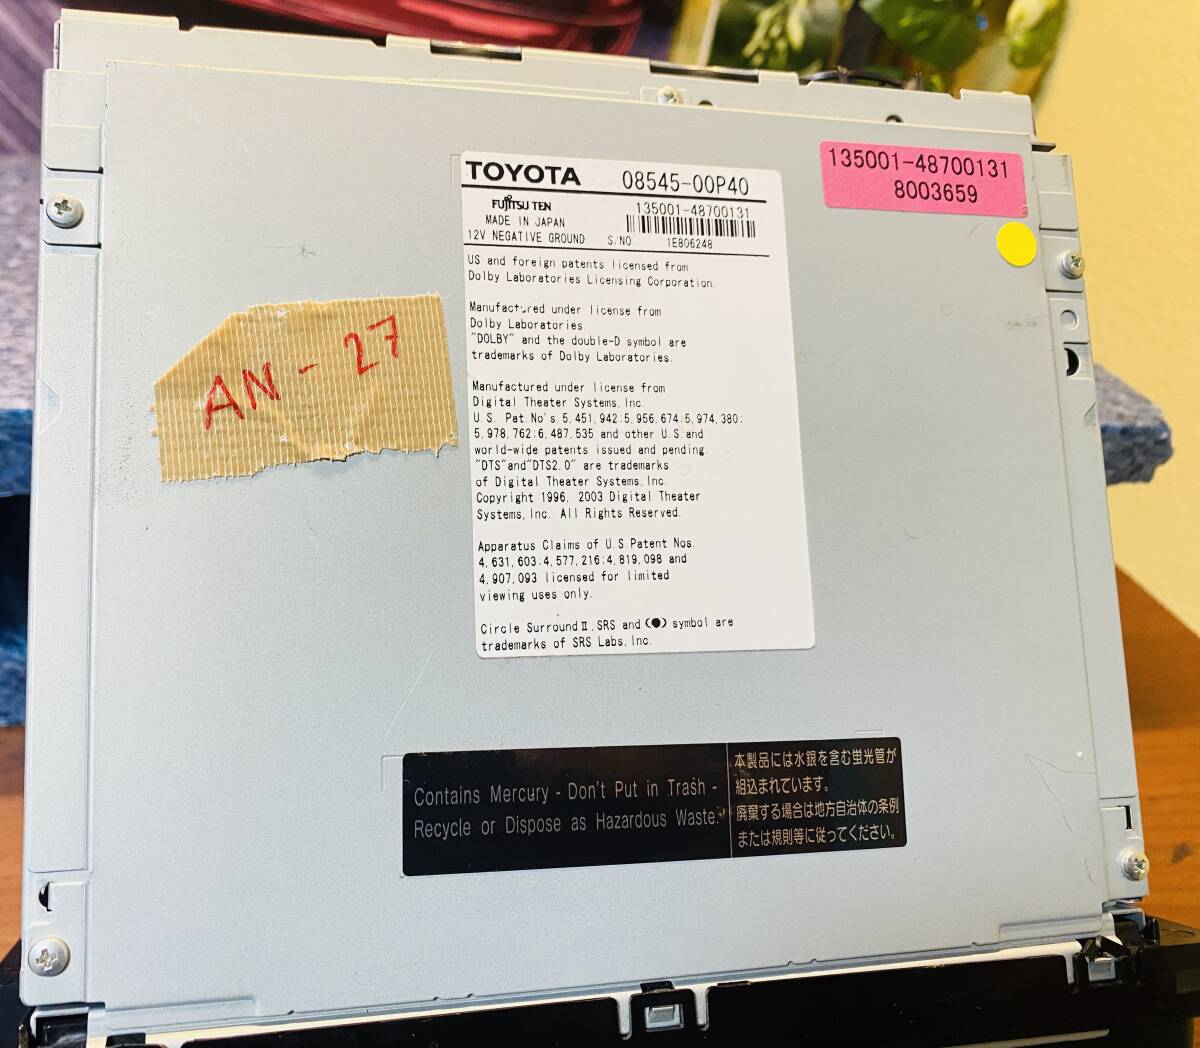 TOYOTA 08545-00P40
FUJITSU TEN
MADE IN JAPAN
12V NEGATIVE GROUND
135001-48700131
S/NO. 1E806248
US and foreign patents licensed from
Dolby Laboratories Licensing Corporation.
Manufactured under license from
Dolby Laboratories.
"DOLBY" and the double-D symbol are
trademarks of Dolby Laboratories.
Manufactured under license from
Digital Theater Systems, Inc.
U.S. Pat.No's.5,451,942;5,956,674;5,974,380;
5,978,762;6,487,535 and other U.S.and
world-wide patents issued and pending.
"DTS"and"DTS2.0" are trademarks
of Digital Theater Systems, Inc.
Copyright 1996, 2003 Digital Theater
Systems, Inc. All Rights Reserved.
Apparatus Claims of U.S.Patent Nos.
4,631,603;4,577,216;4,819,098 and
4,907,093 licensed for limited
viewing uses only.
Circle SurroundⅡ, SRS and (●) symbol are
trademarks of SRS Labs, Inc.
135001-48700131
8003659
AN-27
Contains Mercury - Don't Put in Trash -
Recycle or Dispose as Hazardous Waste.
本製品には水銀を含む蛍光管が
組込まれています。
廃棄する場合は地方自治体の条例
または規則等に従ってください。